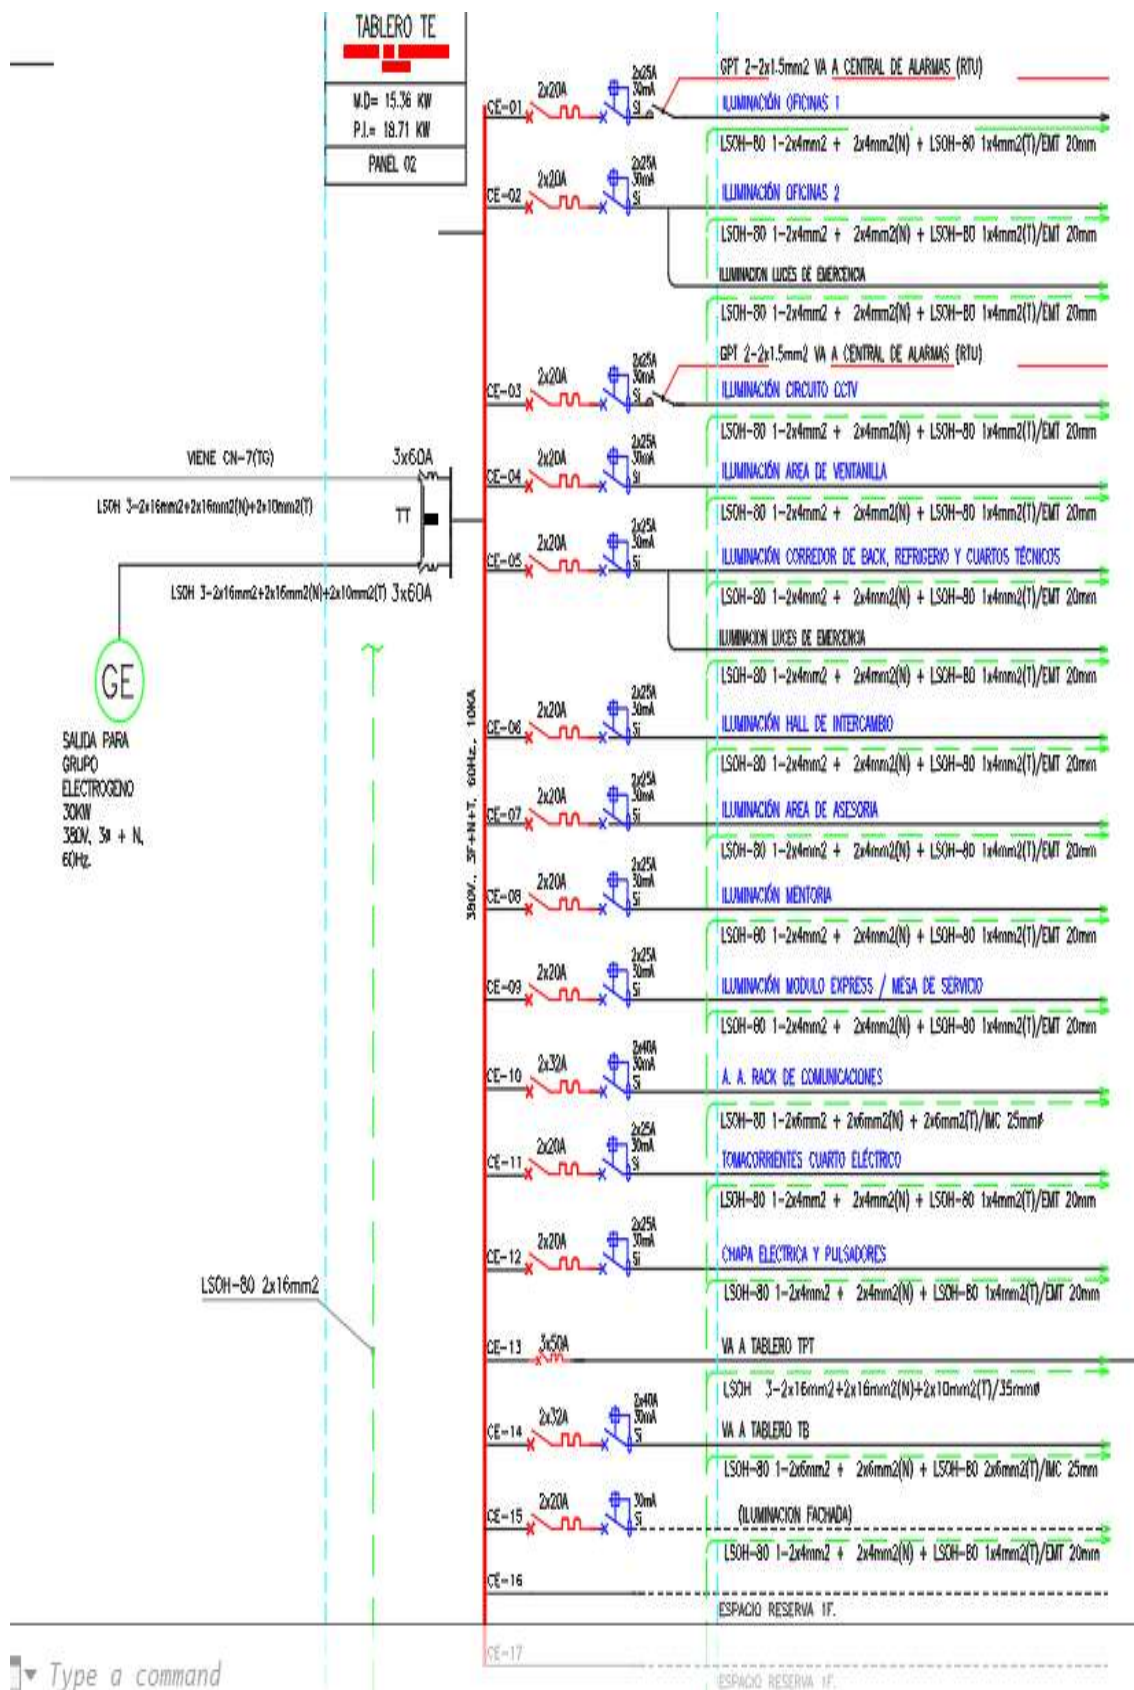 TABLERO TE
M.D= 15.36 KW
P.I.= 18.71 KW
PANEL 02
VIENE CN-7(TG)
3x60A
LSOH 3-2x16mm2+2x16mm2(N)+2x10mm2(T)
TT
LSOH 3-2x16mm2+2x16mm2(N)+2x10mm2(T) 3x60A
GE
SALIDA PARA
GRUPO
ELECTROGENO
30KW
380V, 3ø + N,
60Hz.
LSOH-80 2x16mm2
380V., 3F+N+T, 60Hz., 10KA
GPT 2-2x1.5mm2 VA A CENTRAL DE ALARMAS (RTU)
CE-01 2x20A 2x25A 30mA Si ILUMINACIÓN OFICINAS 1
LSOH-80 1-2x4mm2 + 2x4mm2(N) + LSOH-80 1x4mm2(T)/EMT 20mm
CE-02 2x20A 2x25A 30mA Si ILUMINACIÓN OFICINAS 2
LSOH-80 1-2x4mm2 + 2x4mm2(N) + LSOH-80 1x4mm2(T)/EMT 20mm
ILUMINACION LUCES DE EMERGENCIA
LSOH-80 1-2x4mm2 + 2x4mm2(N) + LSOH-80 1x4mm2(T)/EMT 20mm
GPT 2-2x1.5mm2 VA A CENTRAL DE ALARMAS (RTU)
CE-03 2x20A 2x25A 30mA Si ILUMINACIÓN CIRCUITO CCTV
LSOH-80 1-2x4mm2 + 2x4mm2(N) + LSOH-80 1x4mm2(T)/EMT 20mm
CE-04 2x20A 2x25A 30mA Si ILUMINACIÓN AREA DE VENTANILLA
LSOH-80 1-2x4mm2 + 2x4mm2(N) + LSOH-80 1x4mm2(T)/EMT 20mm
CE-05 2x20A 2x25A 30mA Si ILUMINACIÓN CORREDOR DE BACK, REFRIGERIO Y CUARTOS TÉCNICOS
LSOH-80 1-2x4mm2 + 2x4mm2(N) + LSOH-80 1x4mm2(T)/EMT 20mm
ILUMINACION LUCES DE EMERGENCIA
LSOH-80 1-2x4mm2 + 2x4mm2(N) + LSOH-80 1x4mm2(T)/EMT 20mm
CE-06 2x20A 2x25A 30mA Si ILUMINACIÓN HALL DE INTERCAMBIO
LSOH-80 1-2x4mm2 + 2x4mm2(N) + LSOH-80 1x4mm2(T)/EMT 20mm
CE-07 2x20A 2x25A 30mA Si ILUMINACIÓN AREA DE ASESORIA
LSOH-80 1-2x4mm2 + 2x4mm2(N) + LSOH-80 1x4mm2(T)/EMT 20mm
CE-08 2x20A 2x25A 30mA Si ILUMINACIÓN MENTORIA
LSOH-80 1-2x4mm2 + 2x4mm2(N) + LSOH-80 1x4mm2(T)/EMT 20mm
CE-09 2x20A 2x25A 30mA Si ILUMINACIÓN MODULO EXPRESS / MESA DE SERVICIO
LSOH-80 1-2x4mm2 + 2x4mm2(N) + LSOH-80 1x4mm2(T)/EMT 20mm
CE-10 2x32A 2x40A 30mA Si A. A. RACK DE COMUNICACIONES
LSOH-80 1-2x6mm2 + 2x6mm2(N) + 2x6mm2(T)/IMC 25mmø
CE-11 2x20A 2x25A 30mA Si TOMACORRIENTES CUARTO ELÉCTRICO
LSOH-80 1-2x4mm2 + 2x4mm2(N) + LSOH-80 1x4mm2(T)/EMT 20mm
CE-12 2x20A 2x25A 30mA Si CHAPA ELECTRICA Y PULSADORES
LSOH-80 1-2x4mm2 + 2x4mm2(N) + LSOH-80 1x4mm2(T)/EMT 20mm
CE-13 3x50A VA A TABLERO TPT
LSOH 3-2x16mm2+2x16mm2(N)+2x10mm2(T)/35mmø
CE-14 2x32A 2x40A 30mA Si VA A TABLERO TB
LSOH-80 1-2x6mm2 + 2x6mm2(N) + LSOH-80 2x6mm2(T)/IMC 25mm
CE-15 2x20A 30mA Si (ILUMINACION FACHADA)
LSOH-80 1-2x4mm2 + 2x4mm2(N) + LSOH-80 1x4mm2(T)/EMT 20mm
CE-16
ESPACIO RESERVA 1F.
CE-17
ESPACIO RESERVA 1F.
Type a command